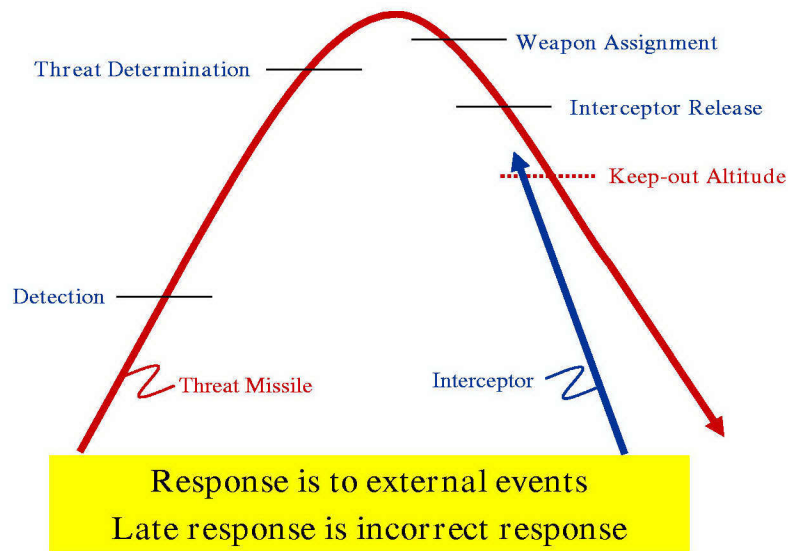 Weapon Assignment
Threat Determination
Interceptor Release
Keep-out Altitude
Detection
Threat Missile
Interceptor
Response is to external events
Late response is incorrect response